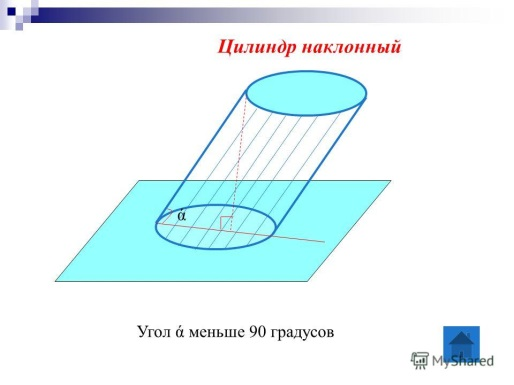 Цилиндр наклонный
ά
Угол ά меньше 90 градусов
MyShared